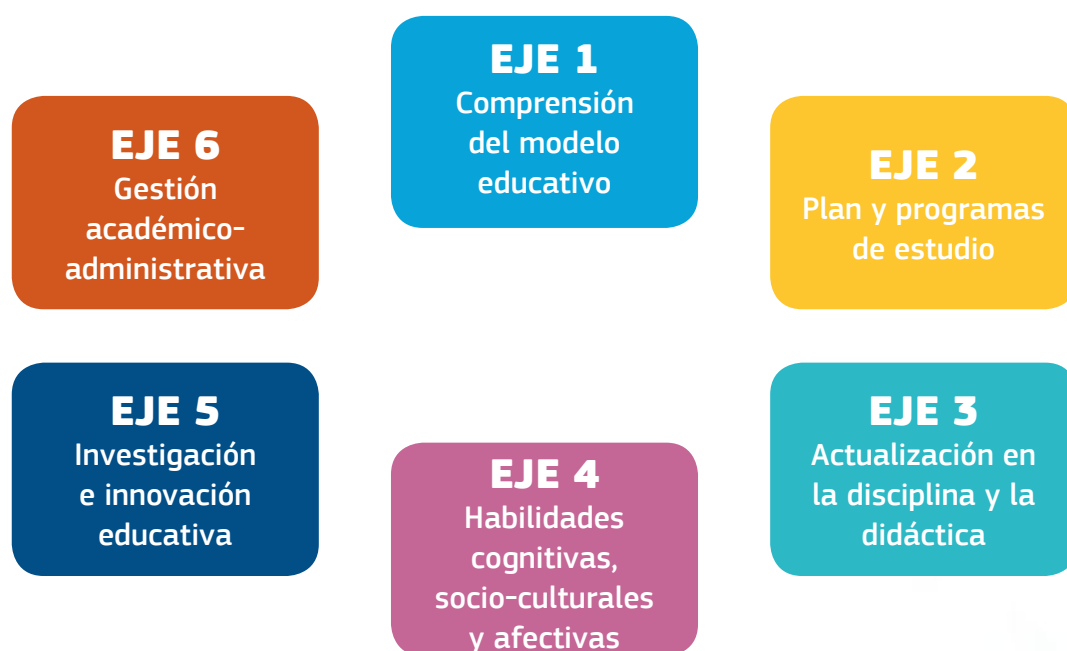 EJE 1
Comprensión
del modelo
educativo
EJE 2
Plan y programas
de estudio
EJE 3
Actualización en
la disciplina y la
didáctica
EJE 4
Habilidades
cognitivas,
socio-culturales
y afectivas
EJE 5
Investigación
e innovación
educativa
EJE 6
Gestión
académico-
administrativa